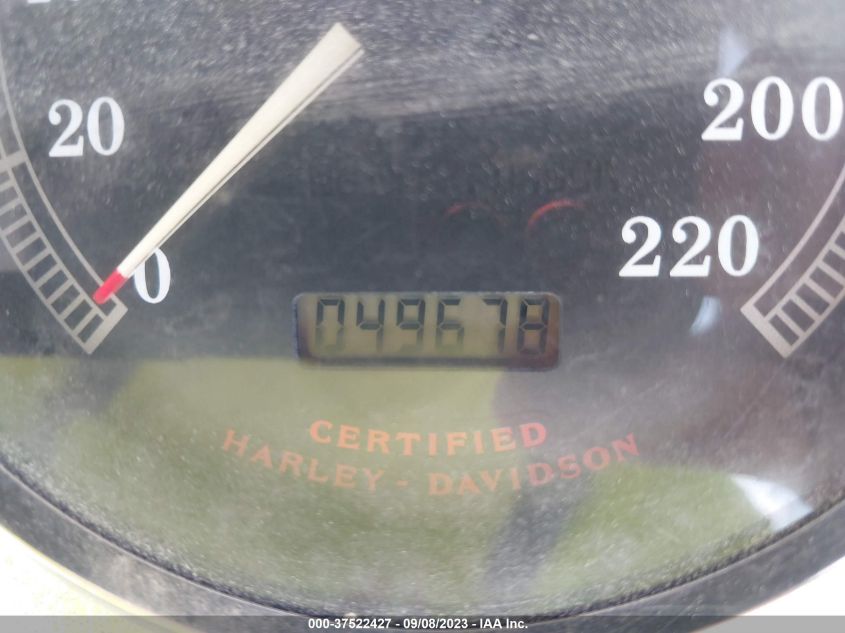 20
200
220
0
049678
CERTIFIED
HARLEY - DAVIDSON
000-37522427 - 09/08/2023 - IAA Inc.